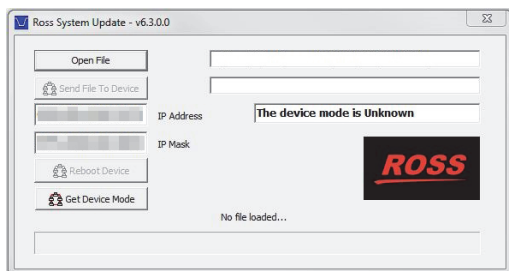 Ross System Update - v6.3.0.0
Open File
Send File To Device
IP Address
The device mode is Unknown
IP Mask
Reboot Device
ROSS
Get Device Mode
No file loaded...